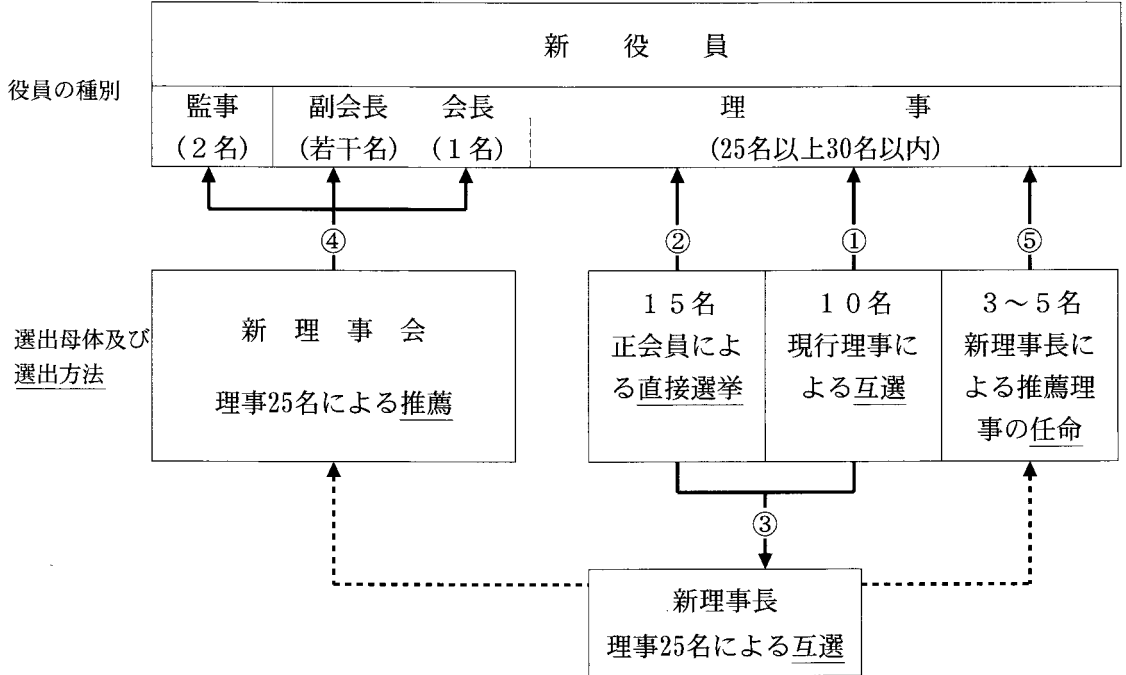 新役員
役員の種別
監事
(2名)
副会長
(若干名)
会長
(1名)
理事
(25名以上30名以内)
④
②
①
⑤
選出母体及び
選出方法
新理事会
理事25名による推薦
15名
正会員によ
る直接選挙
10名
現行理事に
よる互選
3～5名
新理事長に
よる推薦理
事の任命
③
新理事長
理事25名による互選